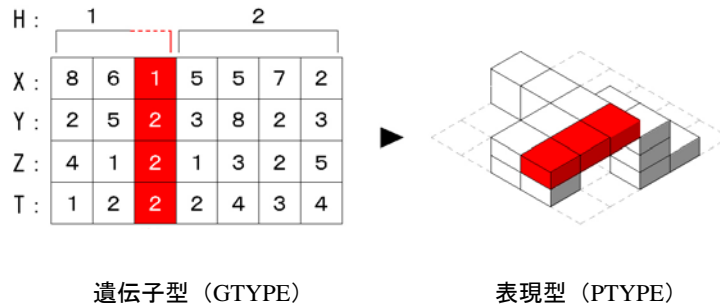 H： 1 2
X： 8 6 1 5 5 7 2
Y： 2 5 2 3 8 2 3
Z： 4 1 2 1 3 2 5
T： 1 2 2 2 4 3 4
遺伝子型（GTYPE） 表現型（PTYPE）